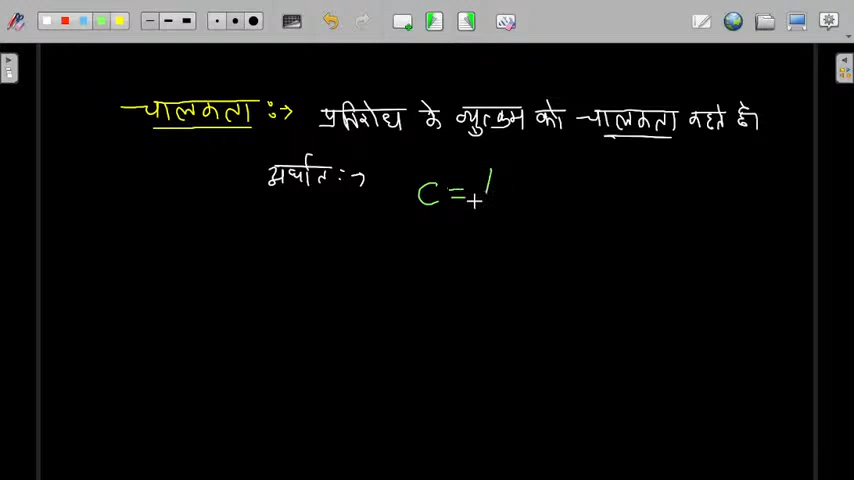 चालकता :→ प्रतिरोध के व्युत्क्रम को चालकता कहते है।
अर्थात :→ C = 1